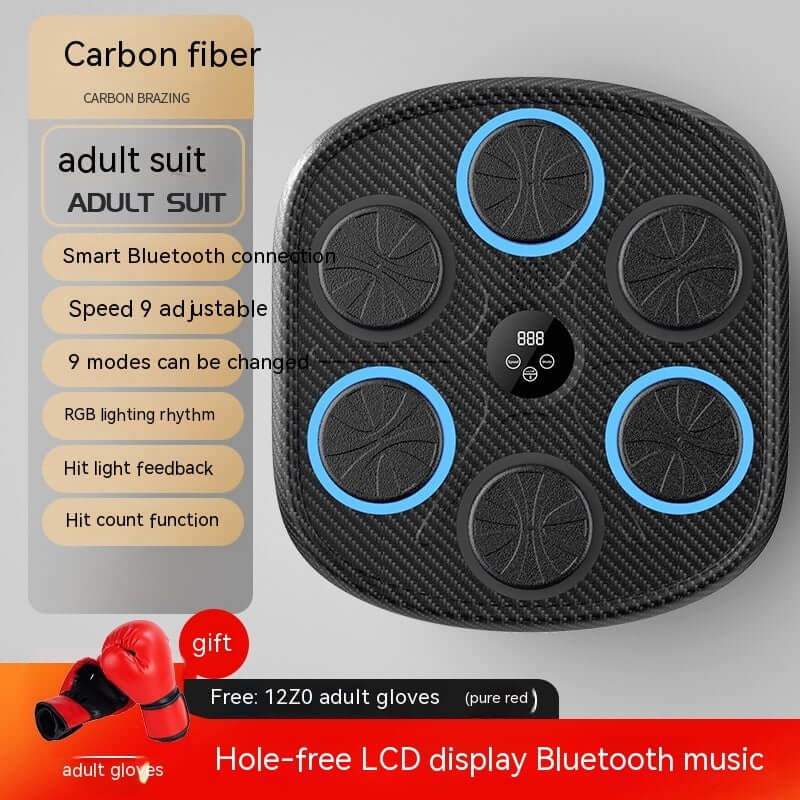 Carbon fiber
CARBON BRAZING
adult suit
ADULT SUIT
Smart Bluetooth connection
Speed 9 adjustable
9 modes can be changed
RGB lighting rhythm
Hit light feedback
Hit count function
888
gift
Free: 12Z0 adult gloves (pure red)
adult gloves
Hole-free LCD display Bluetooth music